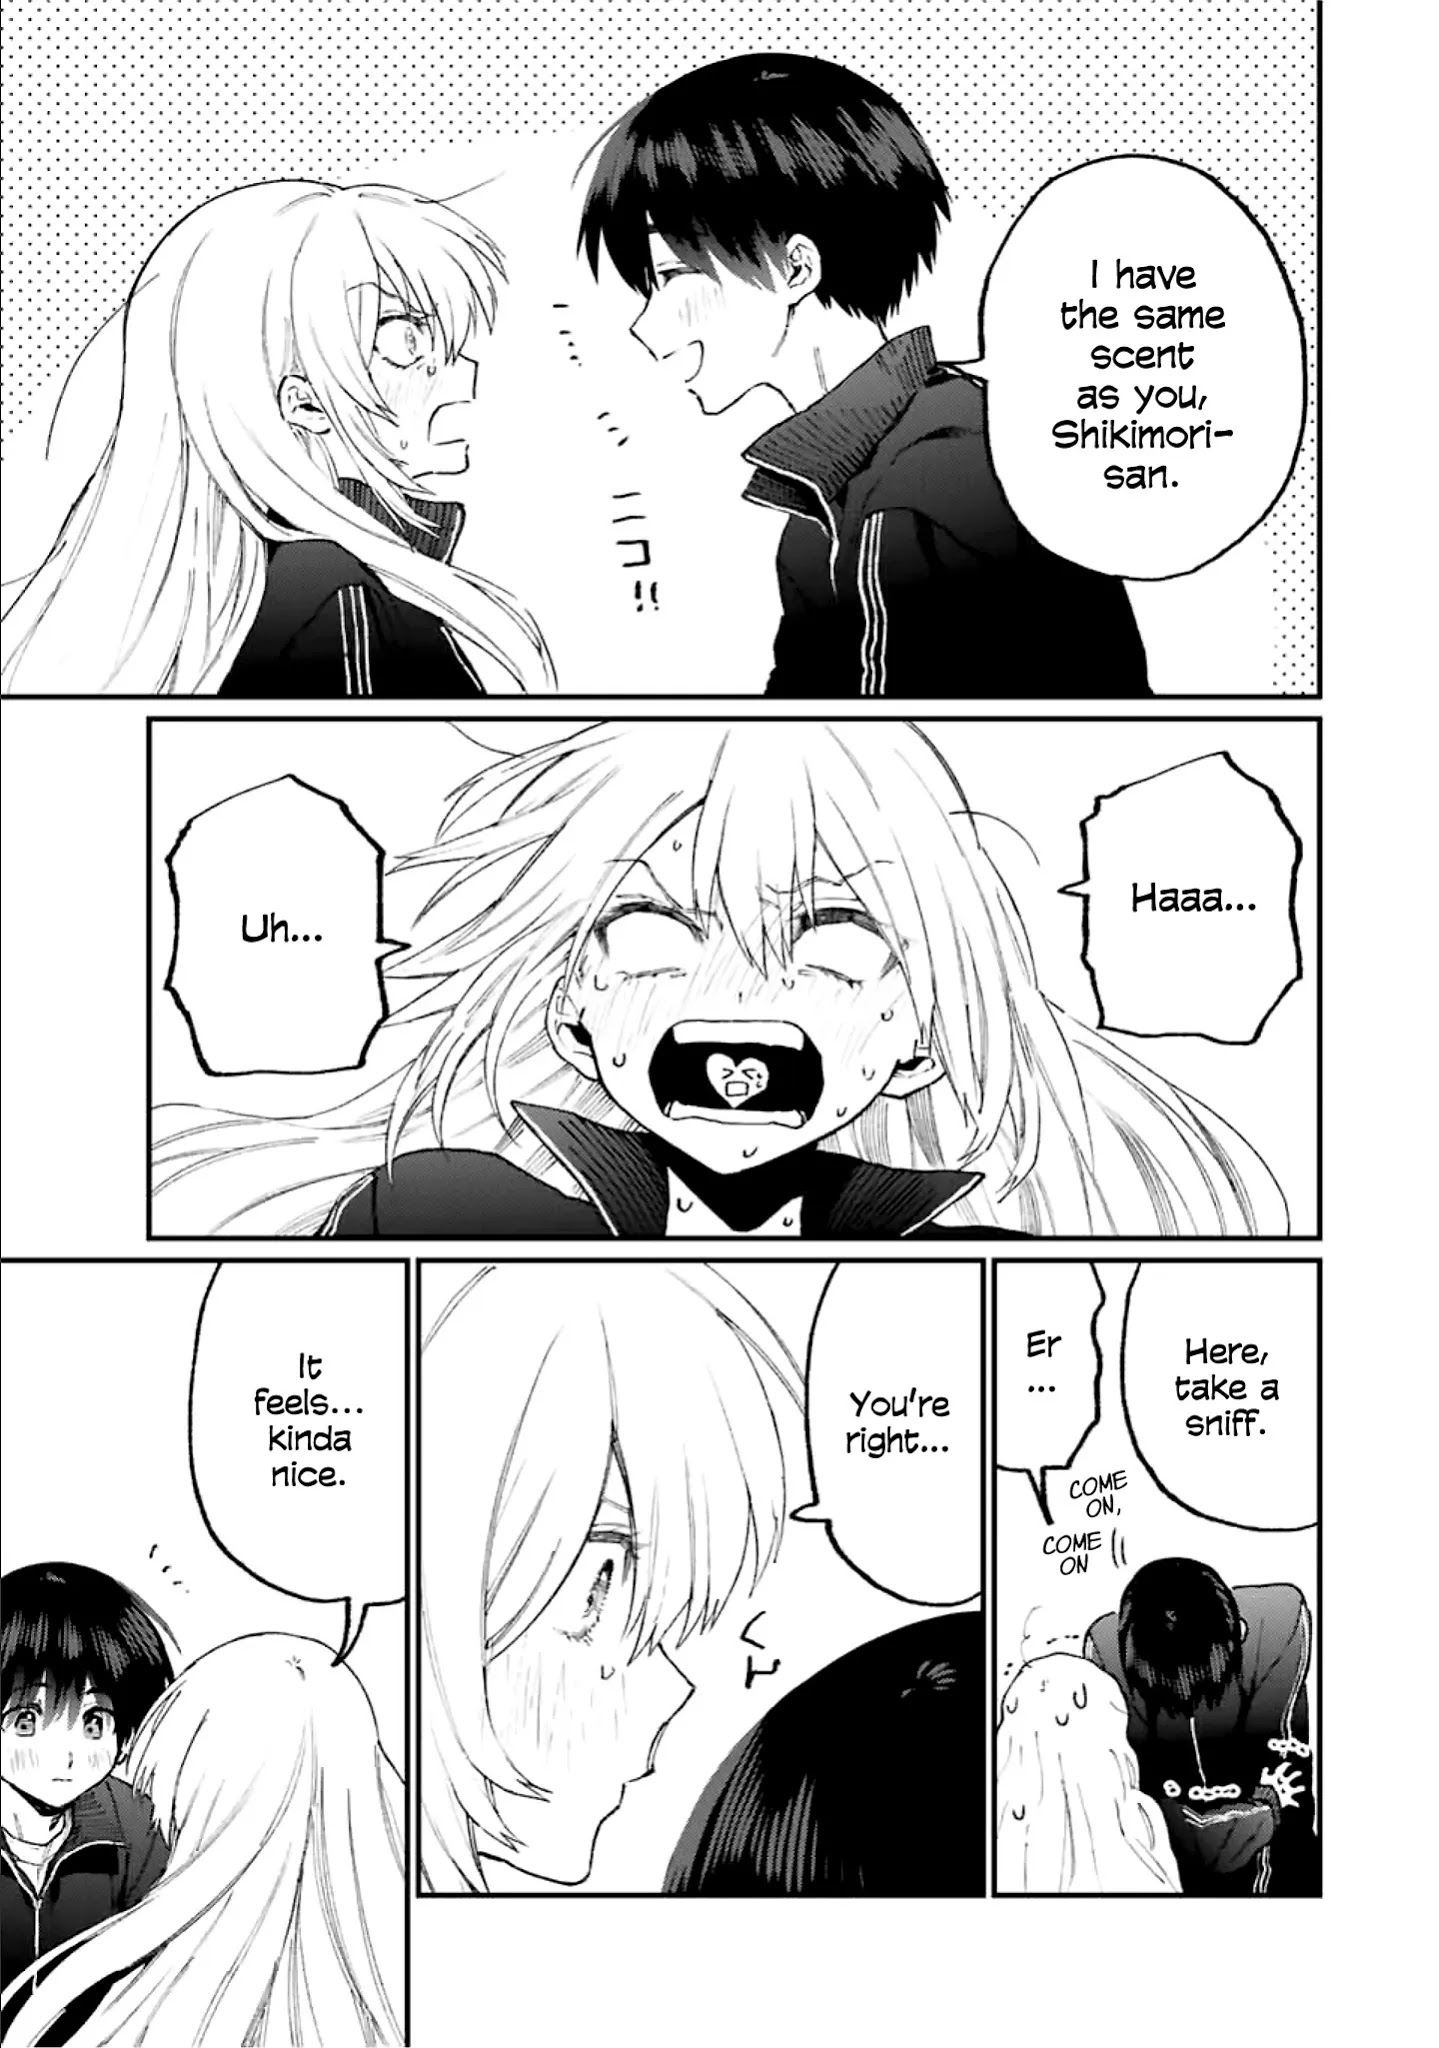 I have
the same
scent
as you,
Shikimori-
san.
ニコ!!
Haaa...
Uh...
Here,
take a
sniff.
Er
...
COME
ON,
COME
ON
You're
right...
It
feels...
kinda
nice.